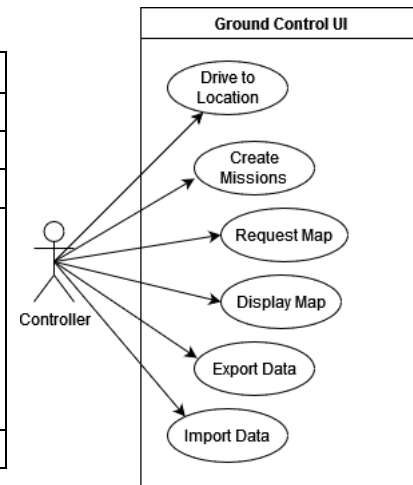 Ground Control UI
Drive to
Location
Create
Missions
Request Map
Display Map
Controller
Export Data
Import Data